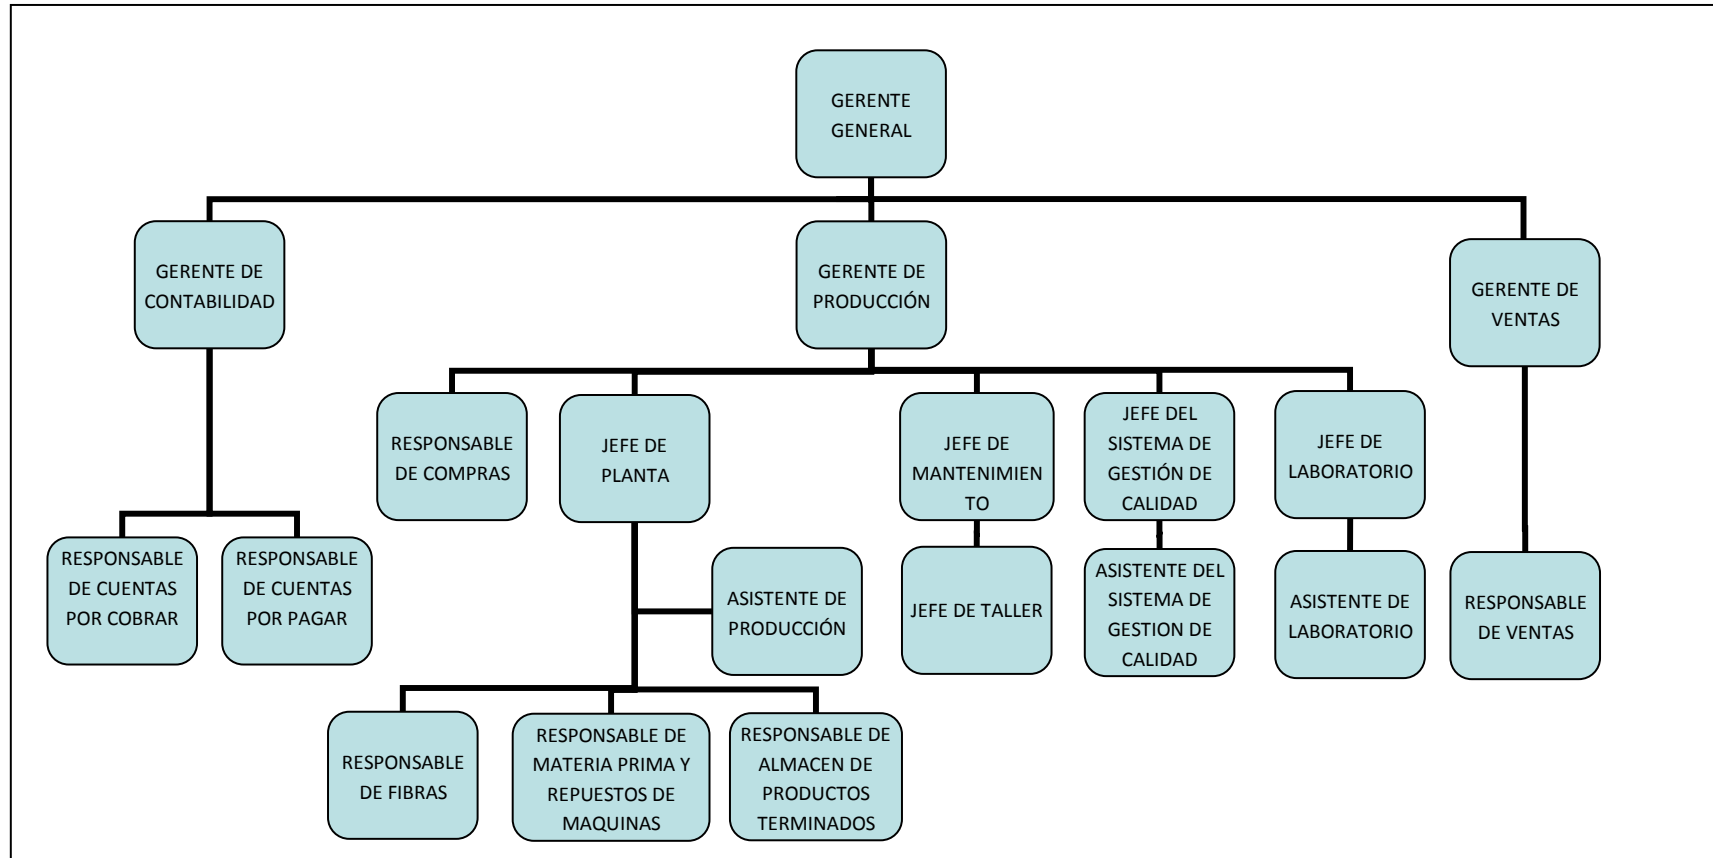 GERENTE
GENERAL
GERENTE DE
CONTABILIDAD
GERENTE DE
PRODUCCIÓN
GERENTE DE
VENTAS
RESPONSABLE
DE COMPRAS
JEFE DE
PLANTA
JEFE DE
MANTENIMIEN
TO
JEFE DEL
SISTEMA DE
GESTIÓN DE
CALIDAD
JEFE DE
LABORATORIO
RESPONSABLE
DE CUENTAS
POR COBRAR
RESPONSABLE
DE CUENTAS
POR PAGAR
ASISTENTE DE
PRODUCCIÓN
JEFE DE TALLER
ASISTENTE DEL
SISTEMA DE
GESTION DE
CALIDAD
ASISTENTE DE
LABORATORIO
RESPONSABLE
DE VENTAS
RESPONSABLE
DE FIBRAS
RESPONSABLE DE
MATERIA PRIMA Y
REPUESTOS DE
MAQUINAS
RESPONSABLE DE
ALMACEN DE
PRODUCTOS
TERMINADOS